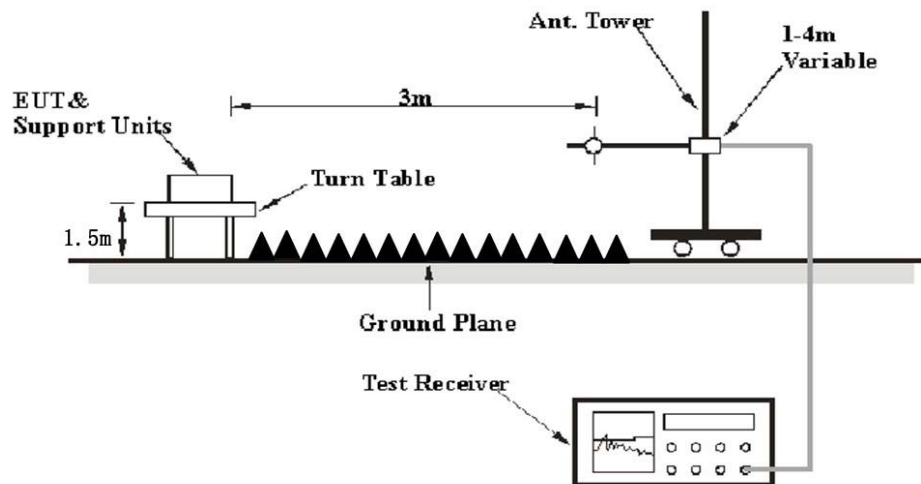 Ant. Tower
1-4m
Variable
EUT&
Support Units
3m
Turn Table
1.5m
Ground Plane
Test Receiver